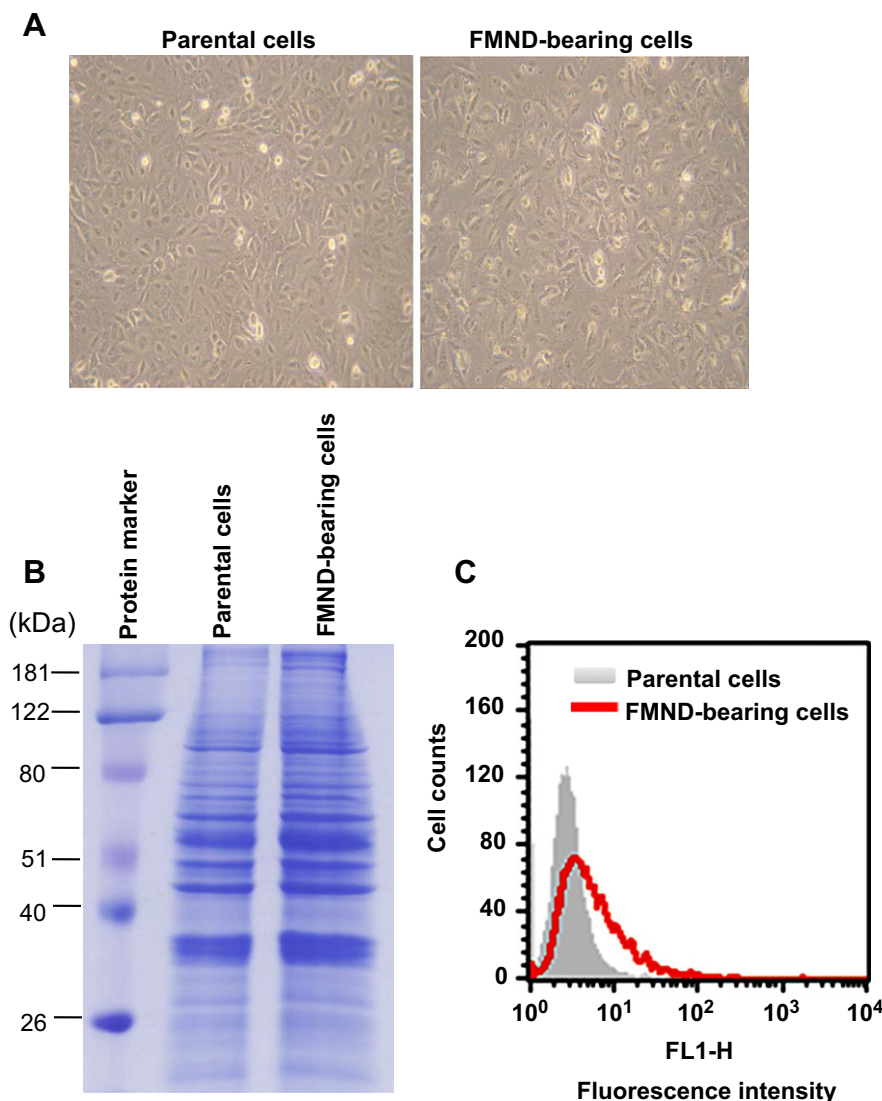 A
Parental cells
FMND-bearing cells
B
(kDa)
Protein marker
Parental cells
FMND-bearing cells
181
122
80
51
40
26
C
200
160
120
80
40
0
Cell counts
Parental cells
FMND-bearing cells
10⁰ 10¹ 10² 10³ 10⁴
FL1-H
Fluorescence intensity